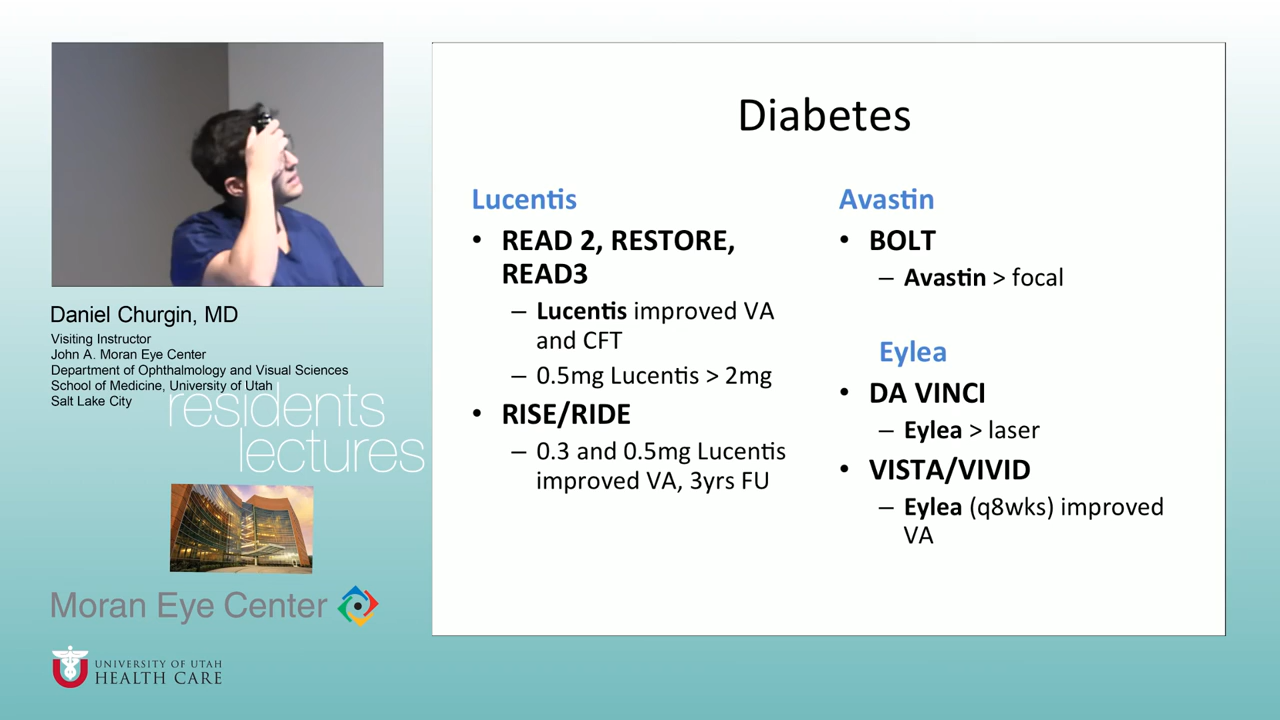 Diabetes
Lucentis
• READ 2, RESTORE,
READ3
– Lucentis improved VA
and CFT
– 0.5mg Lucentis > 2mg
• RISE/RIDE
– 0.3 and 0.5mg Lucentis
improved VA, 3yrs FU
Avastin
• BOLT
– Avastin > focal
Eylea
• DA VINCI
– Eylea > laser
• VISTA/VIVID
– Eylea (q8wks) improved
VA
Daniel Churgin, MD
Visiting Instructor
John A. Moran Eye Center
Department of Ophthalmology and Visual Sciences
School of Medicine, University of Utah
Salt Lake City
residents
lectures
Moran Eye Center
UNIVERSITY OF UTAH
HEALTH CARE